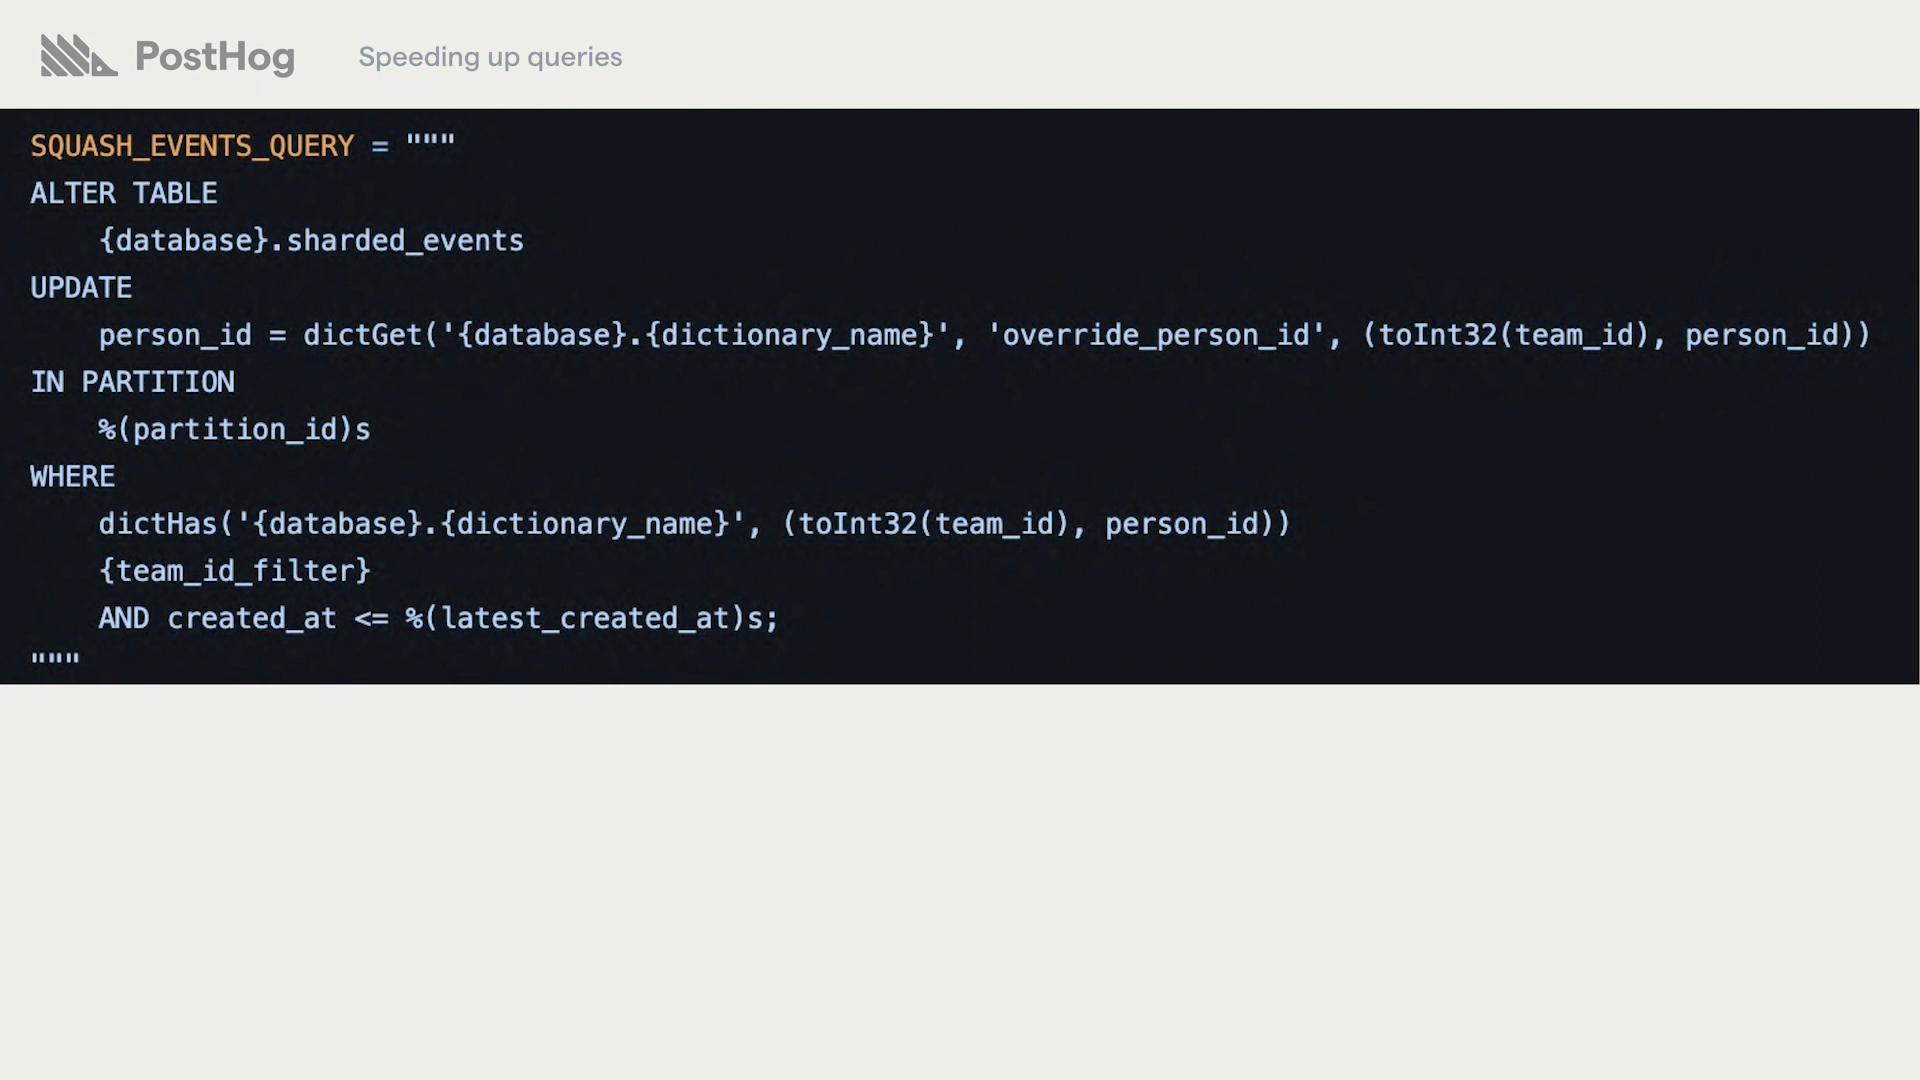 PostHog Speeding up queries
SQUASH_EVENTS_QUERY = """
ALTER TABLE
    {database}.sharded_events
UPDATE
    person_id = dictGet('{database}.{dictionary_name}', 'override_person_id', (toInt32(team_id), person_id))
IN PARTITION
    %(partition_id)s
WHERE
    dictHas('{database}.{dictionary_name}', (toInt32(team_id), person_id))
    {team_id_filter}
    AND created_at <= %(latest_created_at)s;
"""